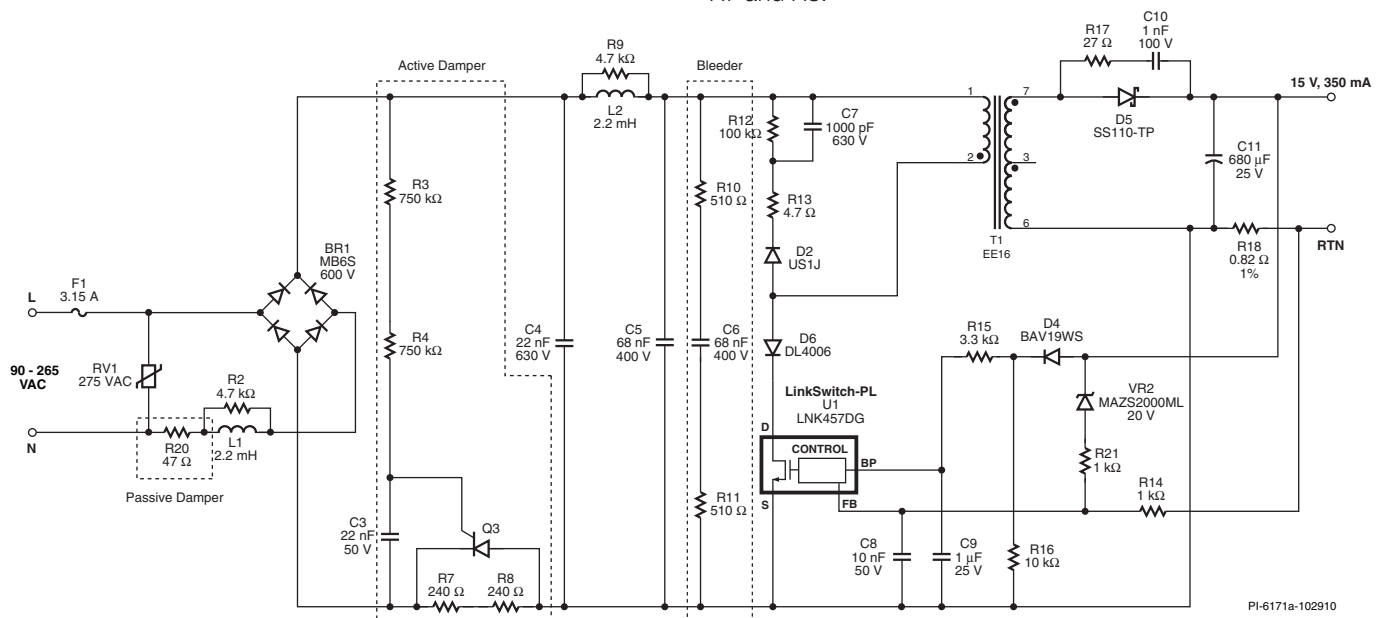 R9
4.7 kΩ
L2
2.2 mH
Active Damper
Bleeder
R17
27 Ω
C10
1 nF
100 V
15 V, 350 mA
D5
SS110-TP
R12
100 kΩ
C7
1000 pF
630 V
1
2
7
3
6
T1
EE16
C11
680 µF
25 V
R18
0.82 Ω
1%
RTN
R3
750 kΩ
R10
510 Ω
R13
4.7 Ω
D2
US1J
BR1
MB6S
600 V
F1
3.15 A
L
90 - 265
VAC
N
RV1
275 VAC
R2
4.7 kΩ
L1
2.2 mH
R20
47 Ω
Passive Damper
R4
750 kΩ
C4
22 nF
630 V
C5
68 nF
400 V
C6
68 nF
400 V
D6
DL4006
R15
3.3 kΩ
D4
BAV19WS
VR2
MAZS2000ML
20 V
LinkSwitch-PL
U1
LNK457DG
D
CONTROL
BP
S
FB
R21
1 kΩ
R14
1 kΩ
C3
22 nF
50 V
Q3
R7
240 Ω
R8
240 Ω
R11
510 Ω
C8
10 nF
50 V
C9
1 µF
25 V
R16
10 kΩ
PI-6171a-102910